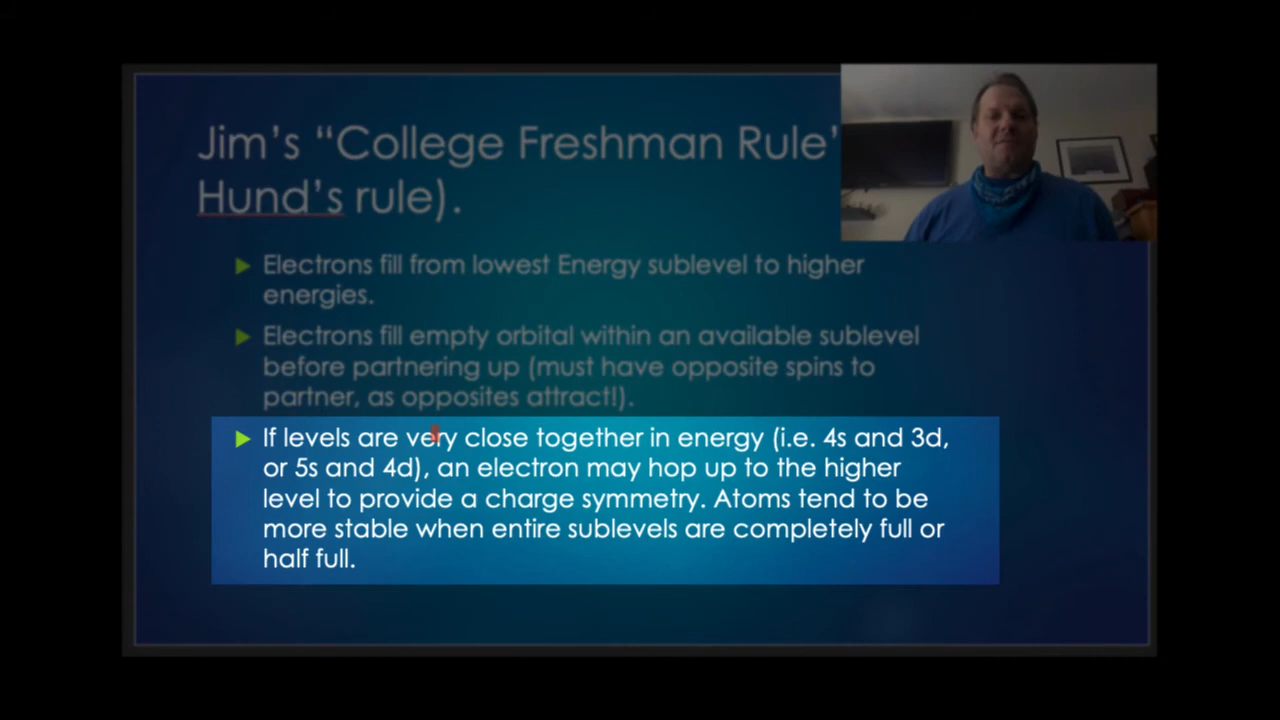 Jim's “College Freshman Rule'
Hund's rule).
Electrons fill from lowest Energy sublevel to higher
energies.
Electrons fill empty orbital within an available sublevel
before partnering up (must have opposite spins to
partner, as opposites attract!).
If levels are very close together in energy (i.e. 4s and 3d,
or 5s and 4d), an electron may hop up to the higher
level to provide a charge symmetry. Atoms tend to be
more stable when entire sublevels are completely full or
half full.